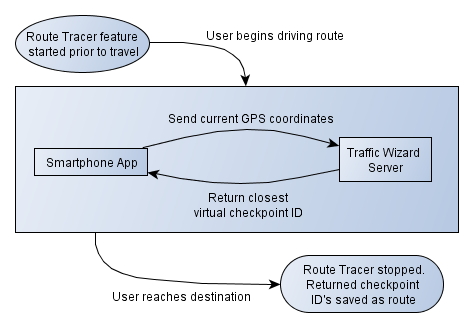 Route Tracer feature
started prior to travel
User begins driving route
Send current GPS coordinates
Smartphone App
Traffic Wizard
Server
Return closest
virtual checkpoint ID
Route Tracer stopped.
Returned checkpoint
ID's saved as route
User reaches destination